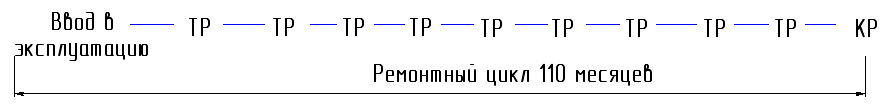 Ввод в эксплуатацию ТР ТР ТР ТР ТР ТР ТР ТР ТР КР
Ремонтный цикл 110 месяцев